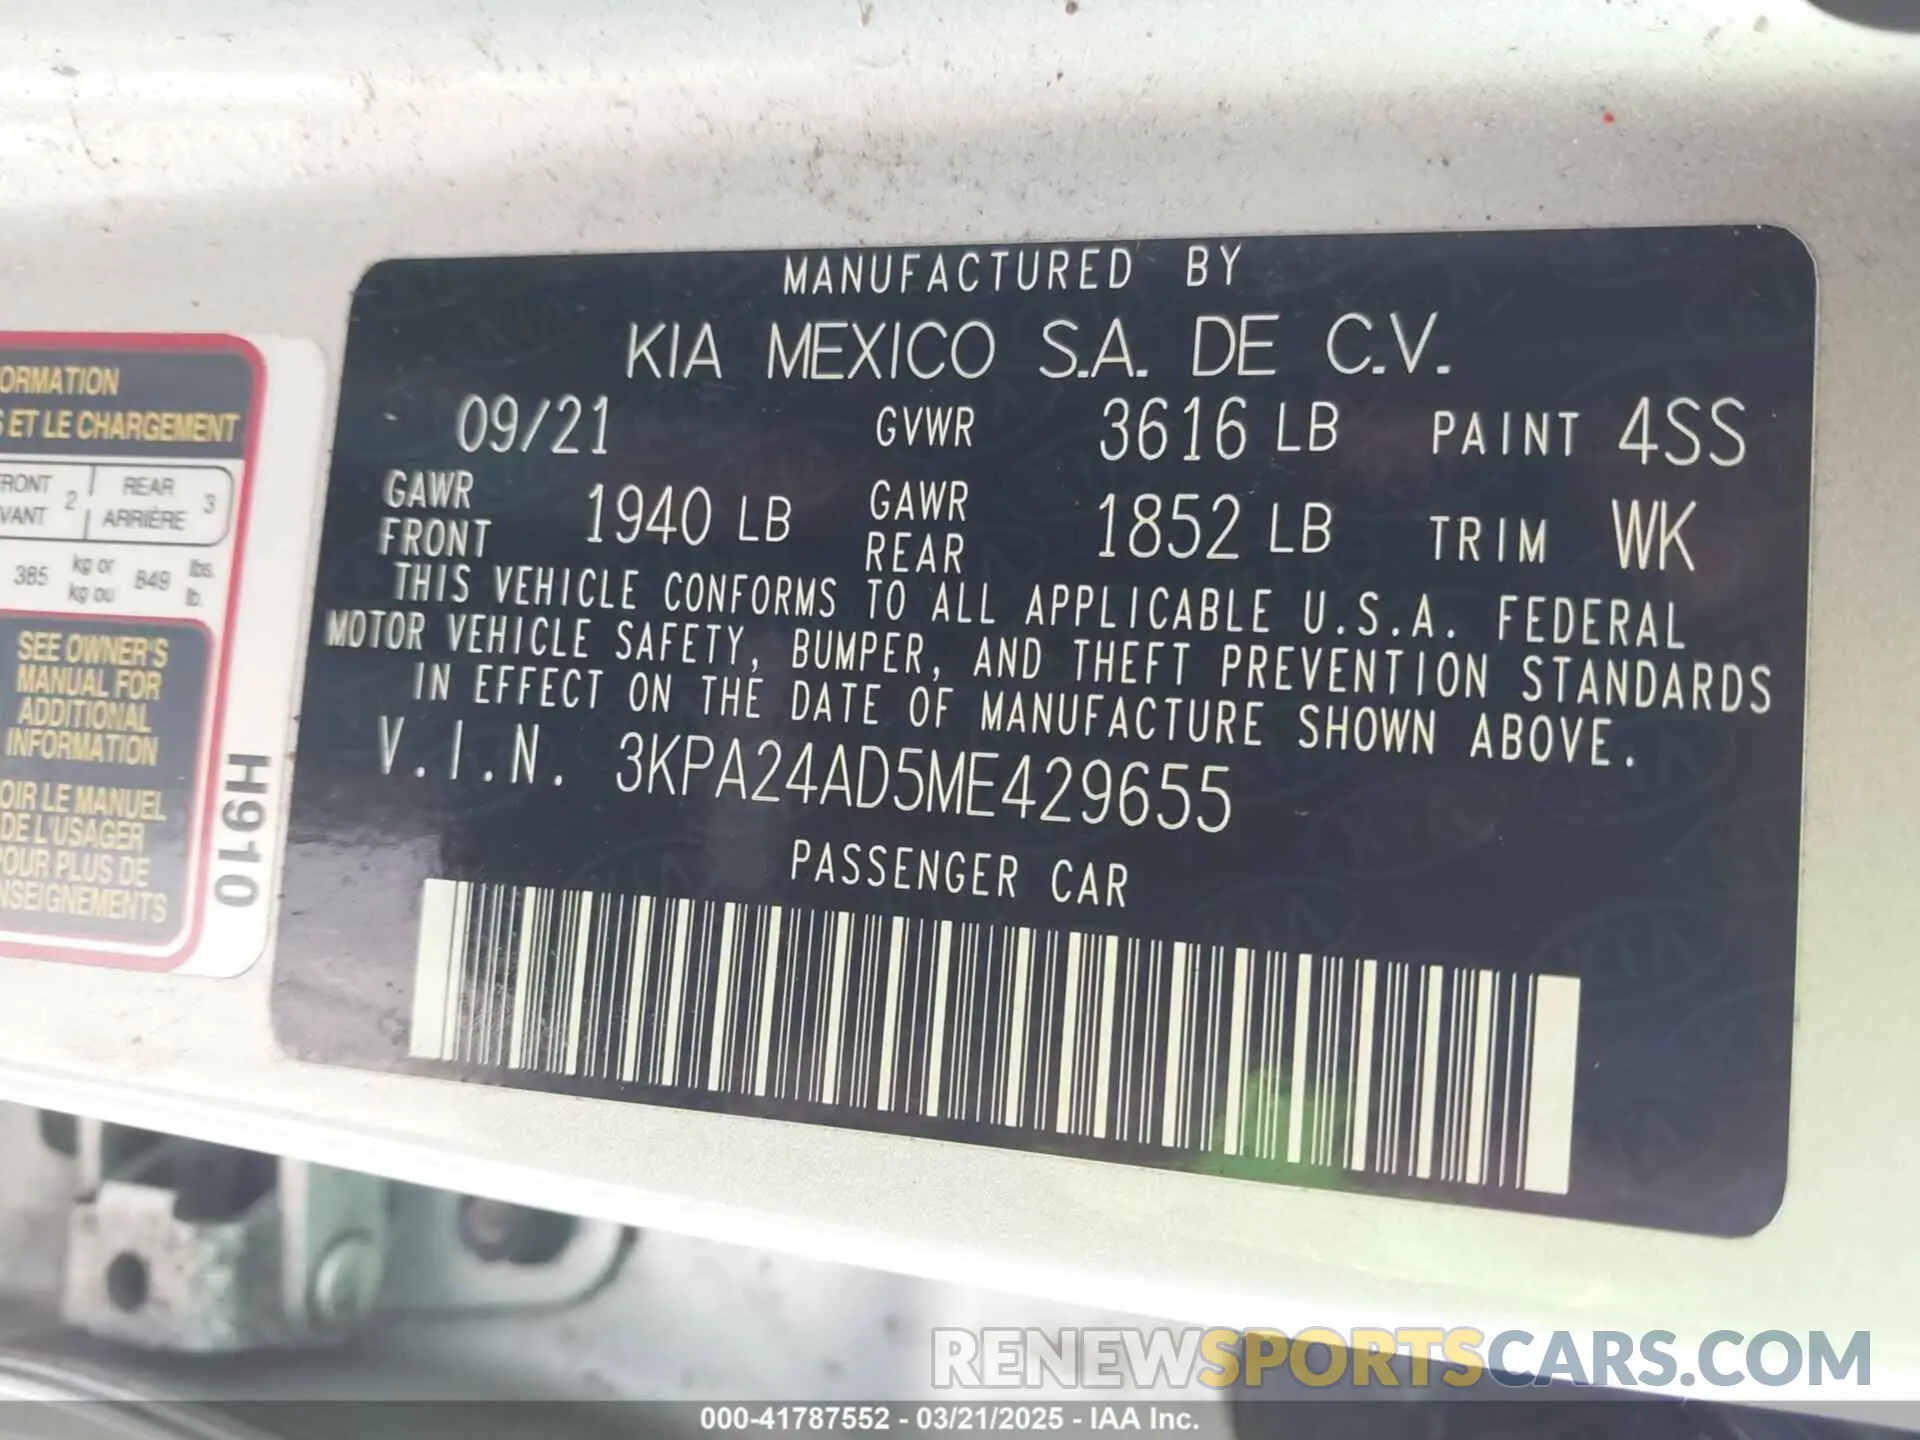 MANUFACTURED BY
KIA MEXICO S.A. DE C.V.
09/21 GVWR 3616 LB PAINT 4SS
GAWR FRONT 1940 LB GAWR REAR 1852 LB TRIM WK
THIS VEHICLE CONFORMS TO ALL APPLICABLE U.S.A. FEDERAL
MOTOR VEHICLE SAFETY, BUMPER, AND THEFT PREVENTION STANDARDS
IN EFFECT ON THE DATE OF MANUFACTURE SHOWN ABOVE.
V.I.N. 3KPA24AD5ME429655
PASSENGER CAR
ORMATION
S ET LE CHARGEMENT
FRONT 2 REAR 3
VANT ARRIÈRE
385 kg or 849 lbs.
kg ou lb.
SEE OWNER'S
MANUAL FOR
ADDITIONAL
INFORMATION
OIR LE MANUEL
DE L'USAGER
POUR PLUS DE
NSEIGNEMENTS
H910
RENEWSPORTSCARS.COM
000-41787552 - 03/21/2025 - IAA Inc.